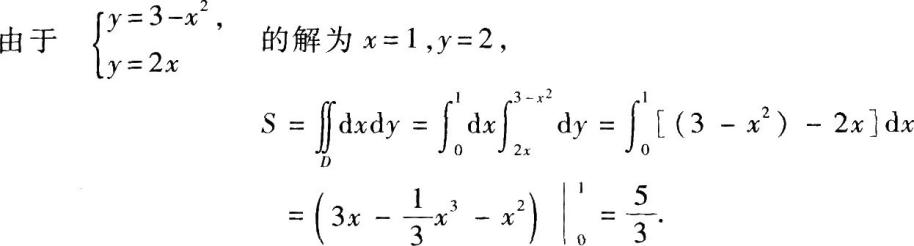 由于 { y=3-x², y=2x 的解为 x=1,y=2,
S = ∬_D dxdy = ∫_0^1 dx ∫_{2x}^{3-x²} dy = ∫_0^1 [ (3 - x²) - 2x ] dx
= ( 3x - 1/3 x³ - x² ) |_0^1 = 5/3.